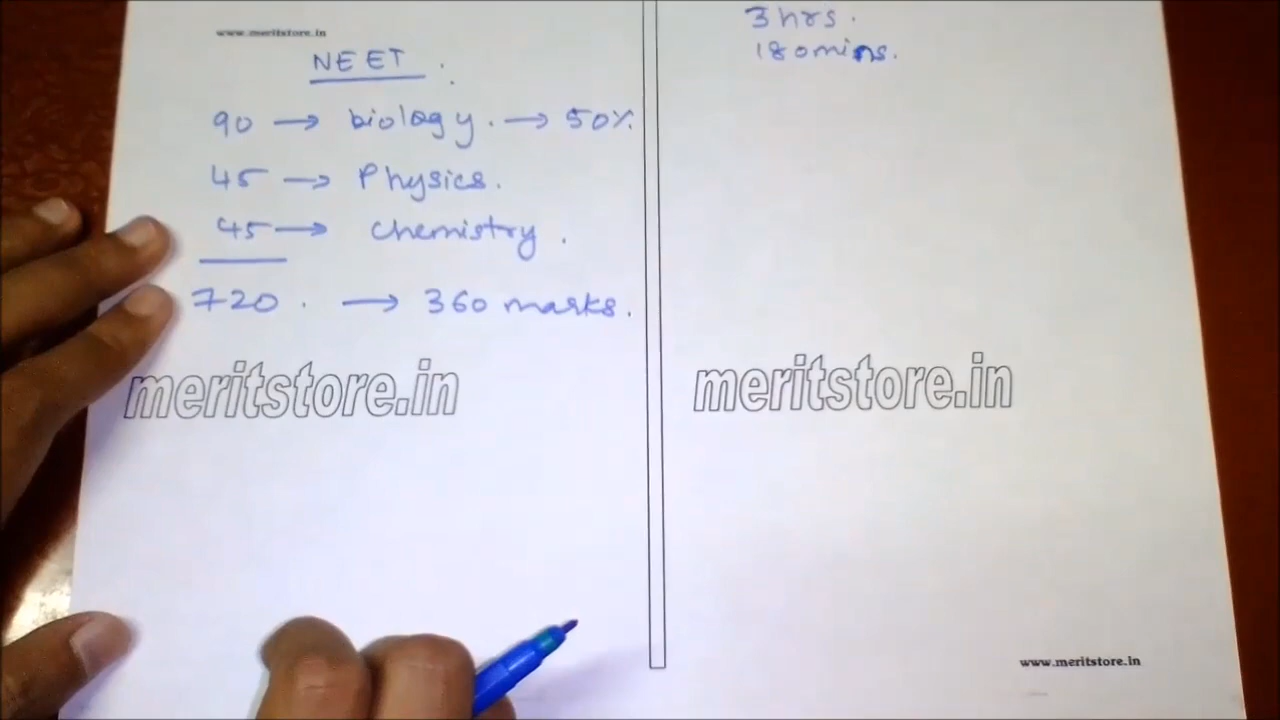 www.meritstore.in
NEET
90 → biology. → 50%
45 → Physics.
45 → chemistry.
720. → 360 marks.
meritstore.in
3 hrs.
180 mins.
meritstore.in
www.meritstore.in